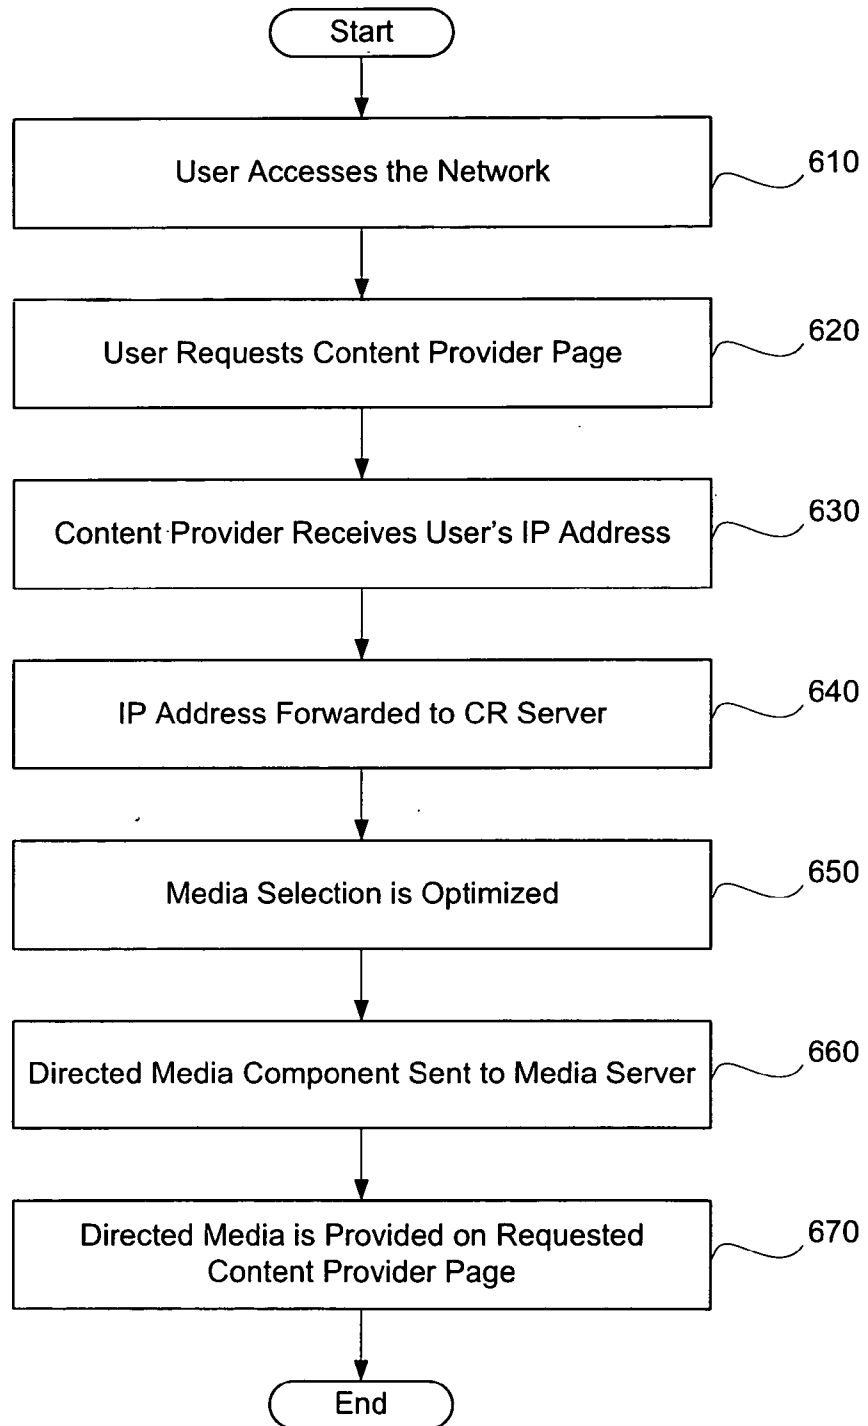 Start
User Accesses the Network
610
User Requests Content Provider Page
620
Content Provider Receives User's IP Address
630
IP Address Forwarded to CR Server
640
Media Selection is Optimized
650
Directed Media Component Sent to Media Server
660
Directed Media is Provided on Requested
Content Provider Page
670
End